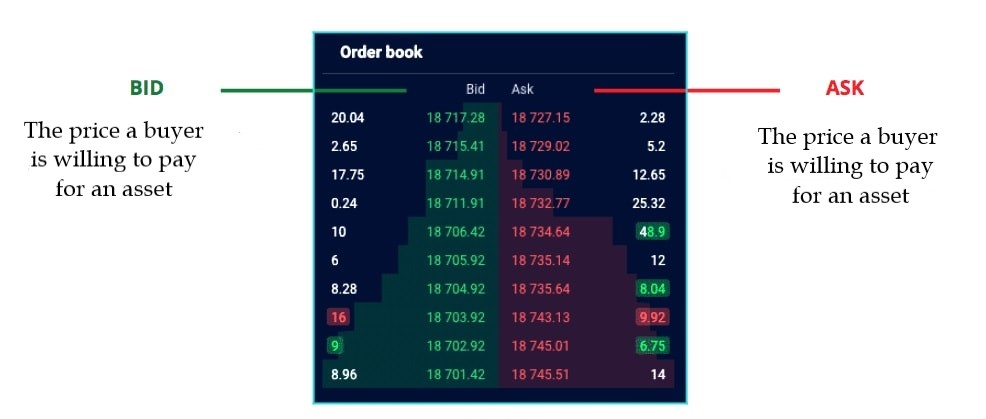 Order book
BID
ASK
Bid Ask
The price a buyer
is willing to pay
for an asset
The price a buyer
is willing to pay
for an asset
20.04 18 717.28 18 727.15 2.28
2.65 18 715.41 18 729.02 5.2
17.75 18 714.91 18 730.89 12.65
0.24 18 711.91 18 732.77 25.32
10 18 706.42 18 734.64 48.9
6 18 705.92 18 735.14 12
8.28 18 704.92 18 735.64 8.04
16 18 703.92 18 743.13 9.92
9 18 702.92 18 745.01 6.75
8.96 18 701.42 18 745.51 14